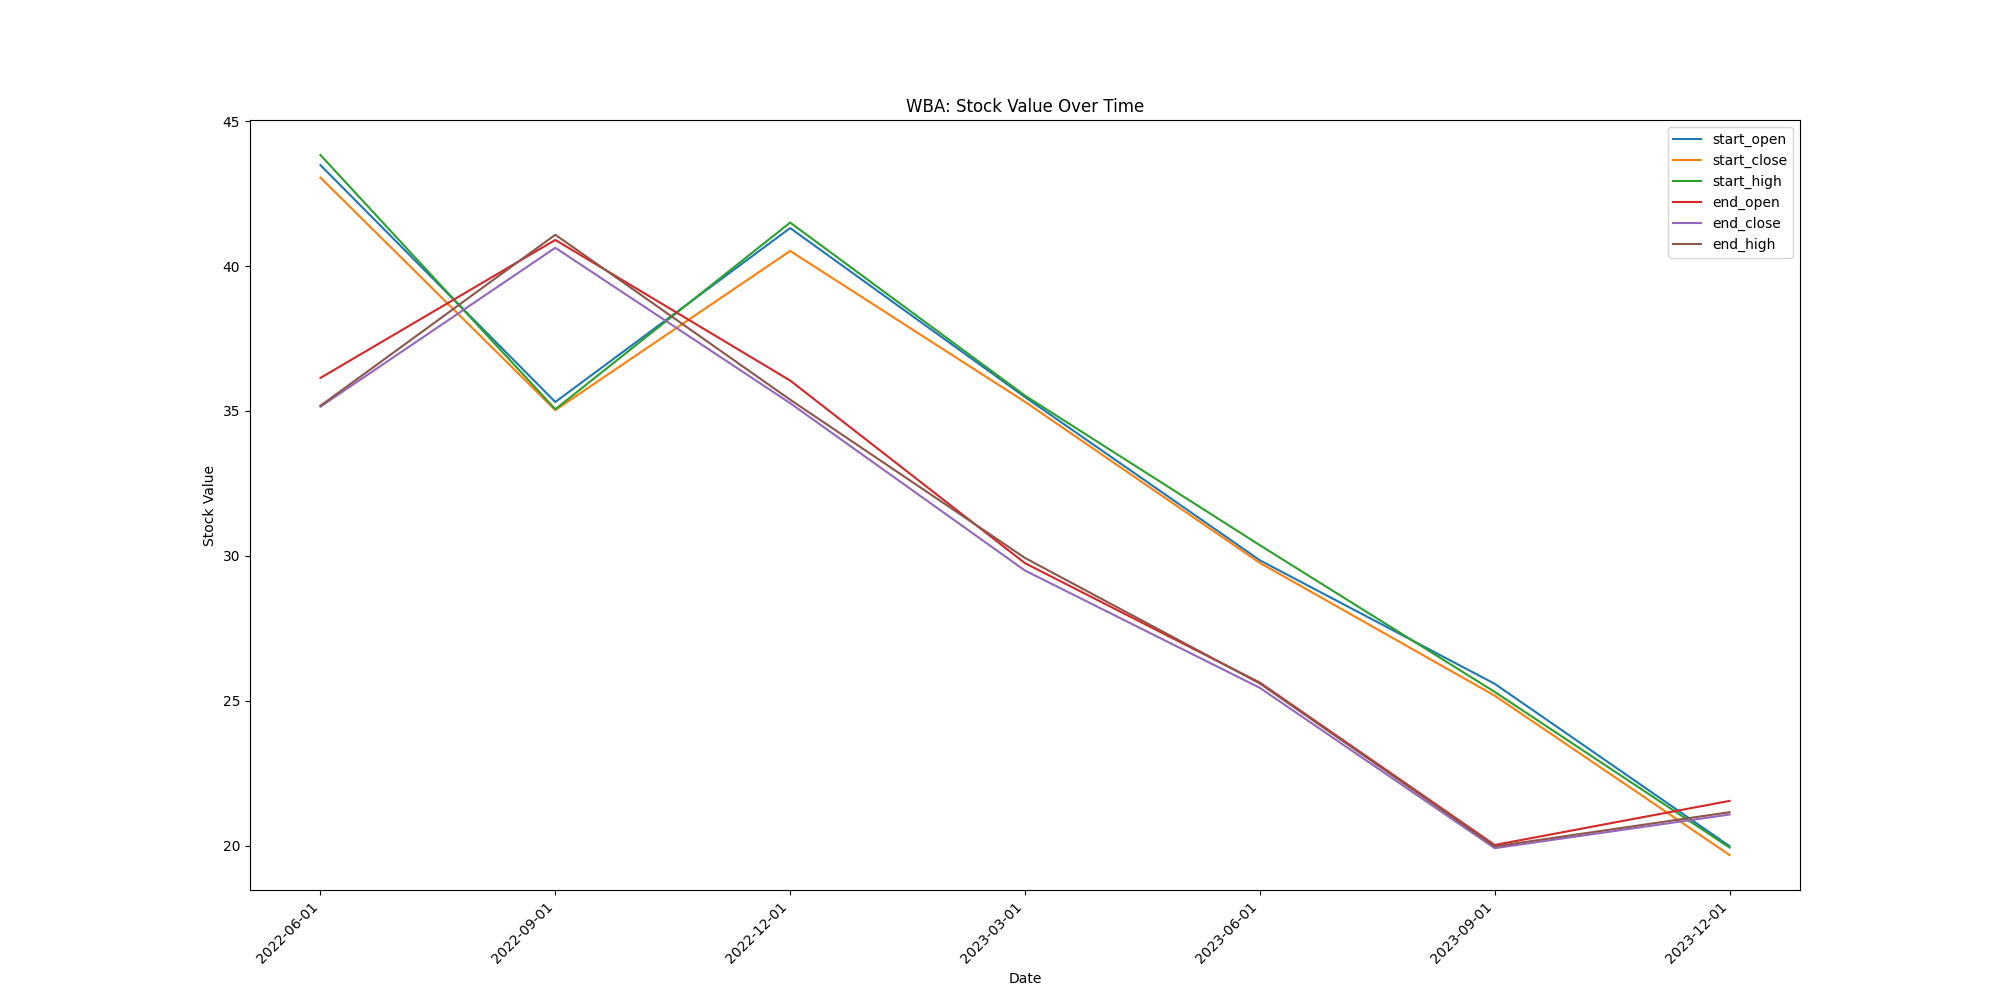 WBA: Stock Value Over Time
45
40
35
30
25
20
Stock Value
start_open
start_close
start_high
end_open
end_close
end_high
2022-06-01
2022-09-01
2022-12-01
2023-03-01
2023-06-01
2023-09-01
2023-12-01
Date